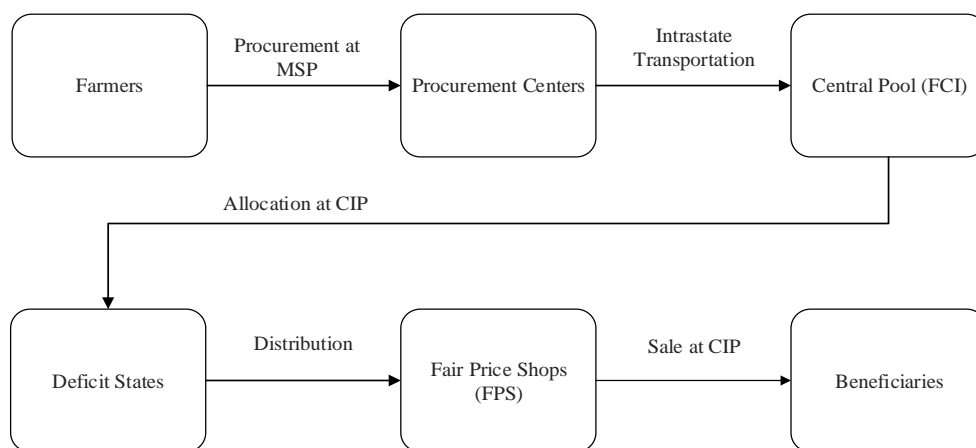 Farmers
Procurement at
MSP
Procurement Centers
Intrastate
Transportation
Central Pool (FCI)
Allocation at CIP
Deficit States
Distribution
Fair Price Shops
(FPS)
Sale at CIP
Beneficiaries